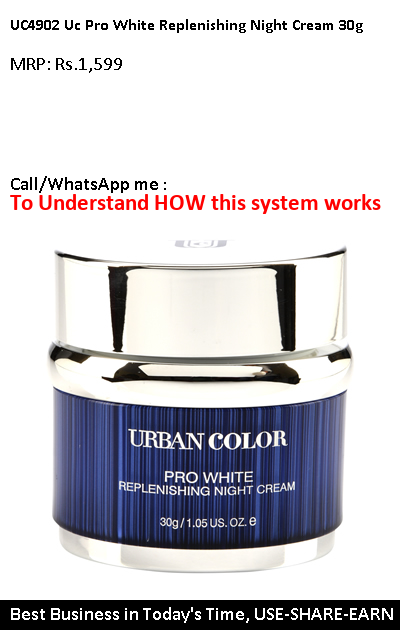 UC4902 Uc Pro White Replenishing Night Cream 30g
MRP: Rs.1,599
Call/WhatsApp me :
To Understand HOW this system works
URBAN COLOR
PRO WHITE
REPLENISHING NIGHT CREAM
30g / 1.05 US. OZ. e
Best Business in Today's Time, USE-SHARE-EARN